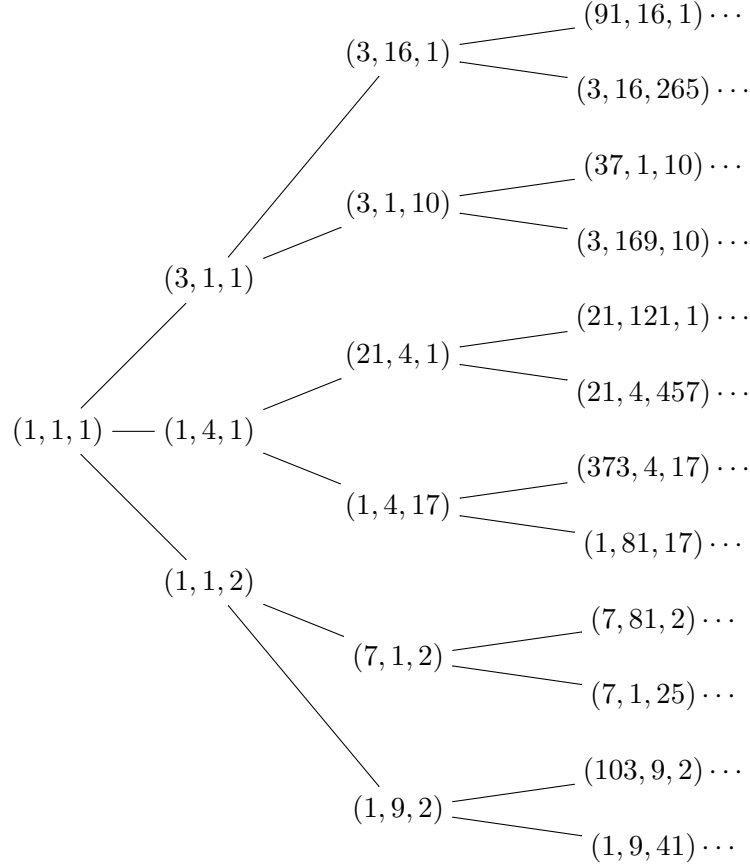 (91, 16, 1) ⋯
(3, 16, 1)
(3, 16, 265) ⋯
(37, 1, 10) ⋯
(3, 1, 10)
(3, 169, 10) ⋯
(3, 1, 1)
(21, 121, 1) ⋯
(21, 4, 1)
(21, 4, 457) ⋯
(1, 1, 1)
(1, 4, 1)
(373, 4, 17) ⋯
(1, 4, 17)
(1, 81, 17) ⋯
(1, 1, 2)
(7, 81, 2) ⋯
(7, 1, 2)
(7, 1, 25) ⋯
(103, 9, 2) ⋯
(1, 9, 2)
(1, 9, 41) ⋯